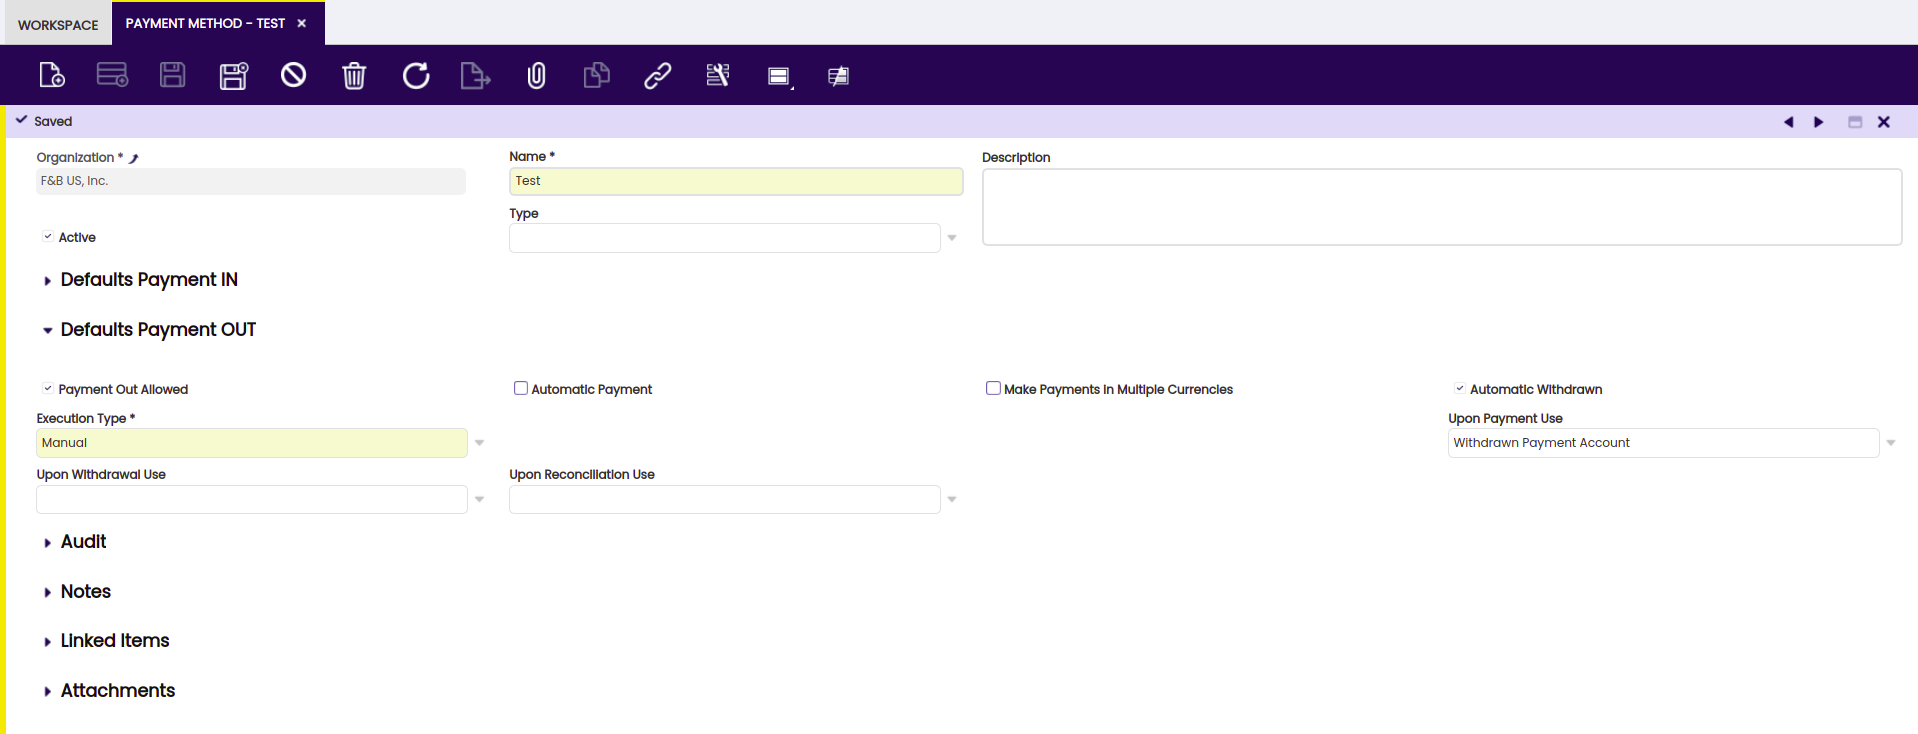 WORKSPACE
PAYMENT METHOD - TEST
Saved
Organization *
Name *
Description
F&B US, Inc.
Test
Type
Active
Defaults Payment IN
Defaults Payment OUT
Payment Out Allowed
Automatic Payment
Make Payments in Multiple Currencies
Automatic Withdrawn
Execution Type *
Upon Payment Use
Manual
Withdrawn Payment Account
Upon Withdrawal Use
Upon Reconciliation Use
Audit
Notes
Linked Items
Attachments